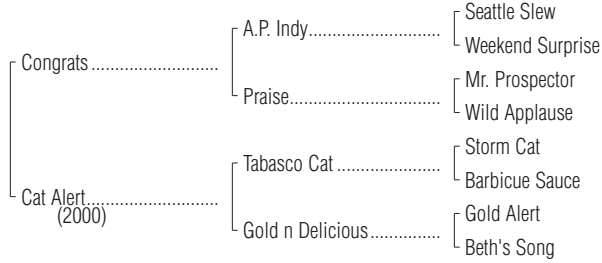 Seattle Slew
A.P. Indy..............................
Weekend Surprise
Congrats.............................
Mr. Prospector
Praise...................................
Wild Applause
Storm Cat
Tabasco Cat........................
Barbicue Sauce
Cat Alert..............................
(2000)
Gold Alert
Gold n Delicious................
Beth's Song